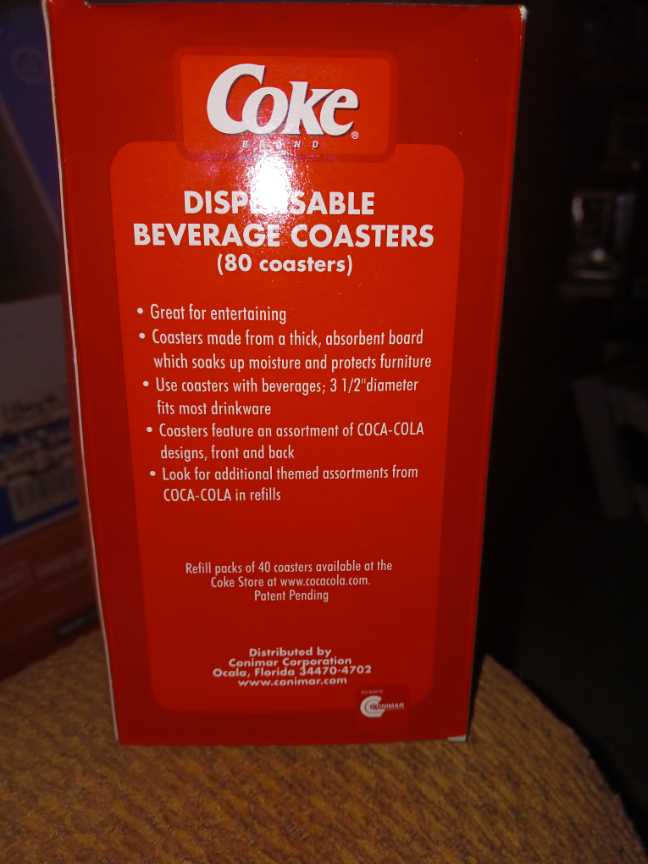 Coke®
BRAND
DISPENSABLE
BEVERAGE COASTERS
(80 coasters)
• Great for entertaining
• Coasters made from a thick, absorbent board
which soaks up moisture and protects furniture
• Use coasters with beverages; 3 1/2"diameter
fits most drinkware
• Coasters feature an assortment of COCA-COLA
designs, front and back
• Look for additional themed assortments from
COCA-COLA in refills
Refill packs of 40 coasters available at the
Coke Store at www.cocacola.com.
Patent Pending
Distributed by
Conimar Corporation
Ocala, Florida 34470-4702
www.conimar.com
CONIMAR